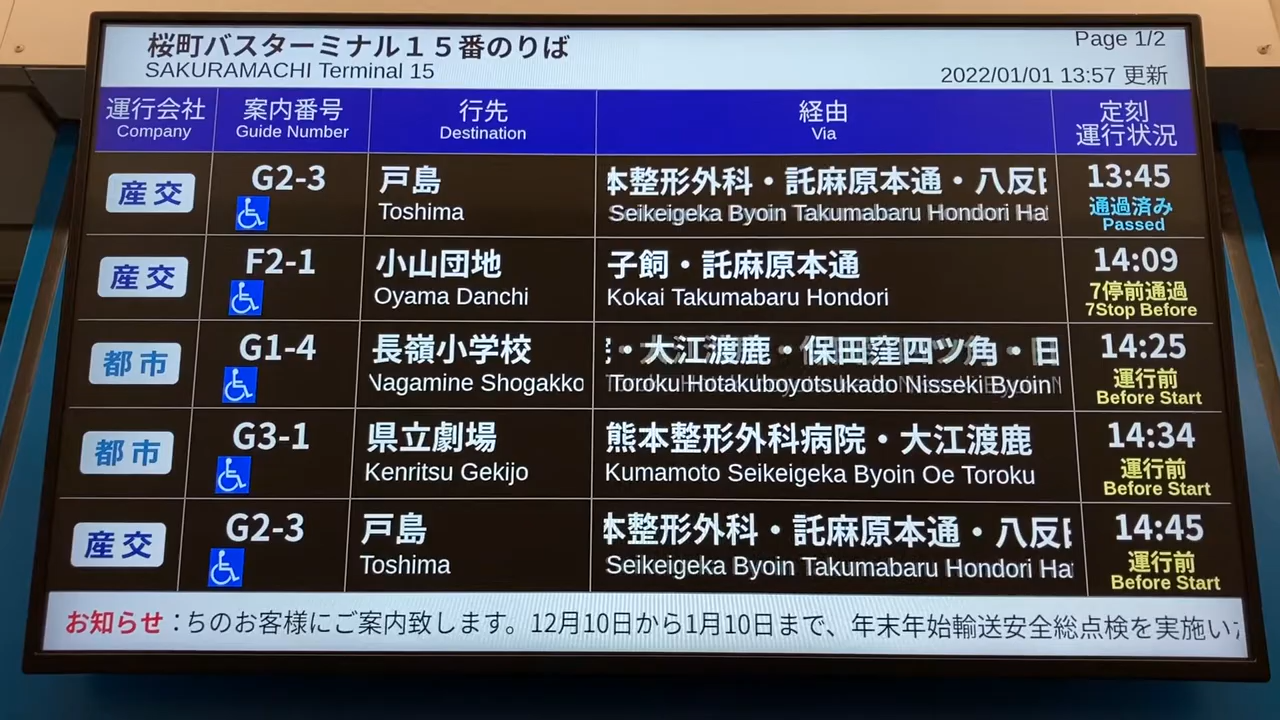 桜町バスターミナル１５番のりば
SAKURAMACHI Terminal 15
Page 1/2
2022/01/01 13:57 更新
運行会社 案内番号 行先 経由 定刻
Company Guide Number Destination Via 運行状況
産交 G2-3 戸島 本整形外科・託麻原本通・八反 13:45
Toshima Seikeigeka Byoin Takumabaru Hondori 通過済み
Passed
産交 F2-1 小山団地 子飼・託麻原本通 14:09
Oyama Danchi Kokai Takumabaru Hondori 7停前通過
7Stop Before
都市 G1-4 長嶺小学校 ・大江渡鹿・保田窪四ツ角・日 14:25
Nagamine Shogakko Toroku Hotakuboyotsukado Nisseki Byoin 運行前
Before Start
都市 G3-1 県立劇場 熊本整形外科病院・大江渡鹿 14:34
Kenritsu Gekijo Kumamoto Seikeigeka Byoin Oe Toroku 運行前
Before Start
産交 G2-3 戸島 本整形外科・託麻原本通・八反 14:45
Toshima Seikeigeka Byoin Takumabaru Hondori 運行前
Before Start
お知らせ：ちのお客様にご案内致します。12月10日から1月10日まで、年末年始輸送安全総点検を実施い